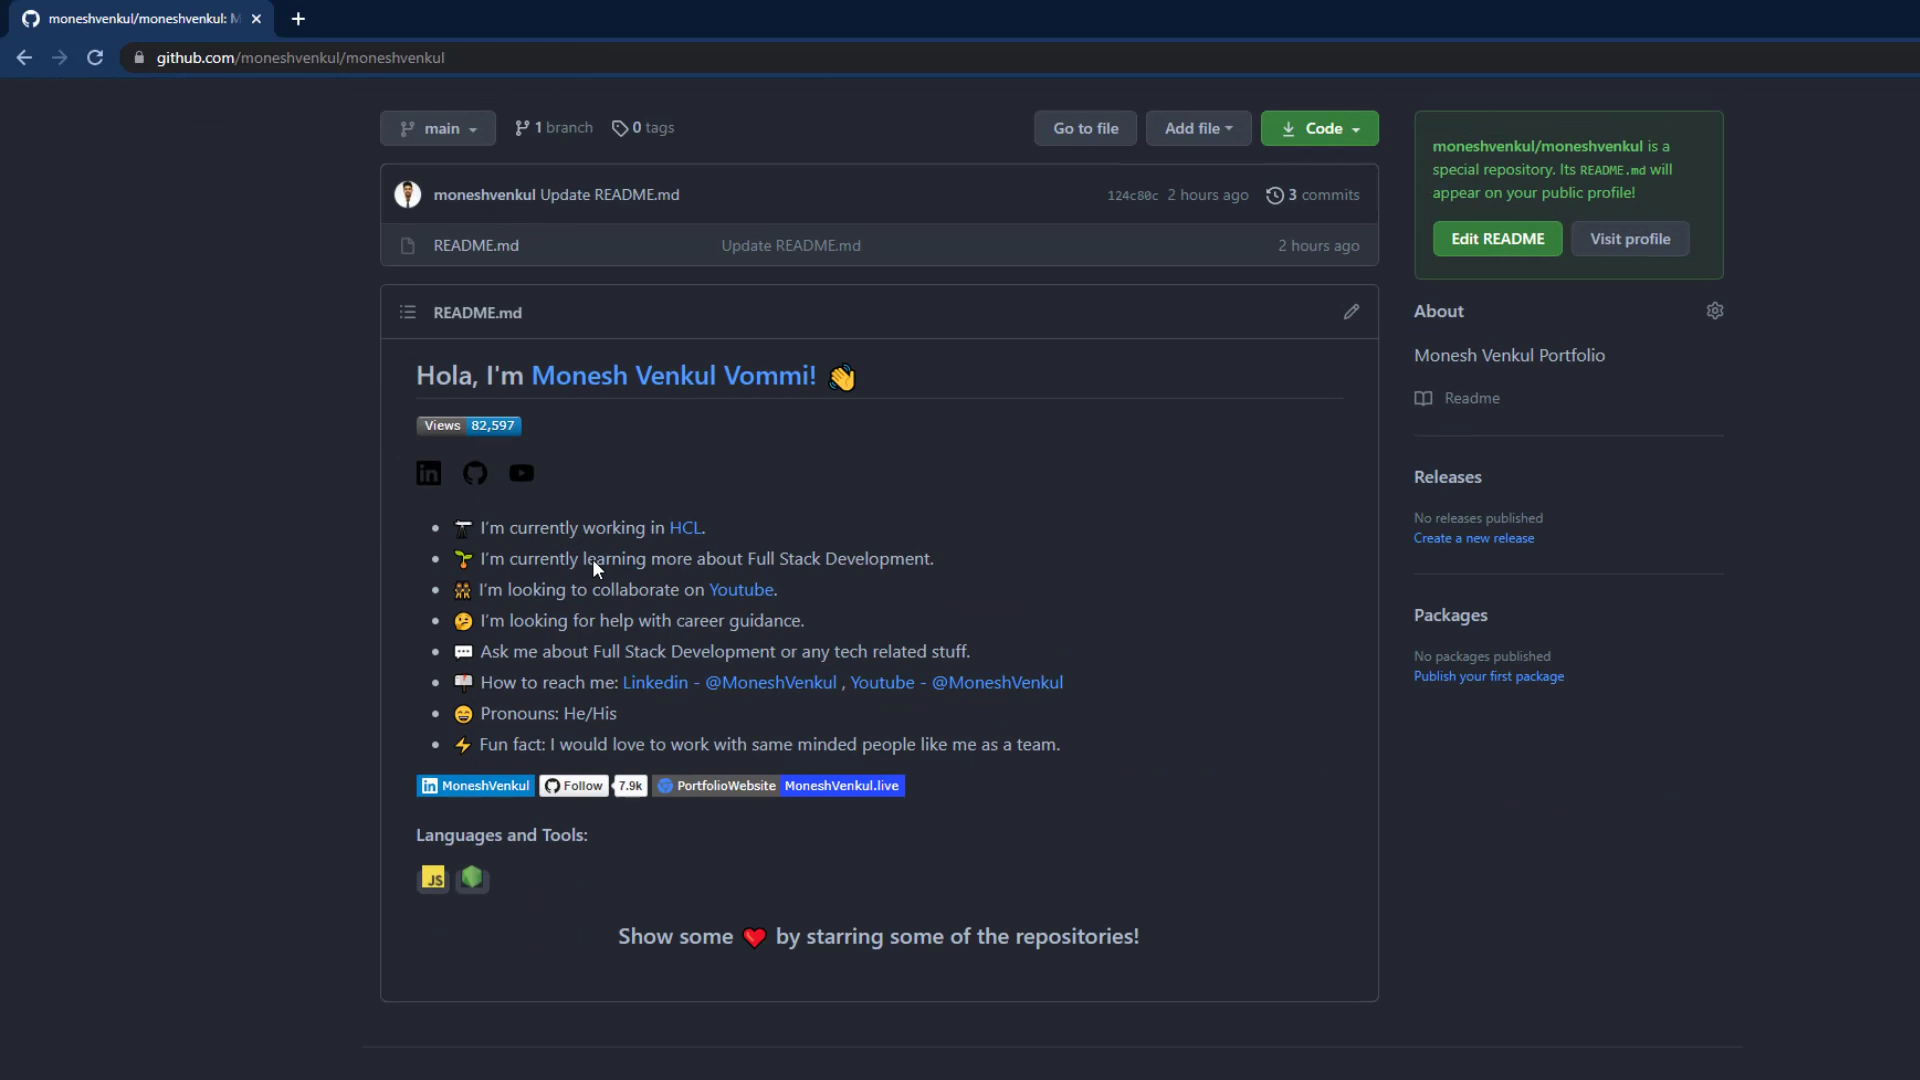 moneshvenkul/moneshvenkul: M
github.com/moneshvenkul/moneshvenkul
main 1 branch 0 tags Go to file Add file Code
moneshvenkul Update README.md 124c80c 2 hours ago 3 commits
README.md Update README.md 2 hours ago
README.md
Hola, I'm Monesh Venkul Vommi!
Views 82,597
in
I'm currently working in HCL.
I'm currently learning more about Full Stack Development.
I'm looking to collaborate on Youtube.
I'm looking for help with career guidance.
Ask me about Full Stack Development or any tech related stuff.
How to reach me: Linkedin - @MoneshVenkul , Youtube - @MoneshVenkul
Pronouns: He/His
Fun fact: I would love to work with same minded people like me as a team.
in MoneshVenkul Follow 7.9k PortfolioWebsite MoneshVenkul.live
Languages and Tools:
JS
Show some ❤️ by starring some of the repositories!
moneshvenkul/moneshvenkul is a
special repository. Its README.md will
appear on your public profile!
Edit README Visit profile
About
Monesh Venkul Portfolio
Readme
Releases
No releases published
Create a new release
Packages
No packages published
Publish your first package